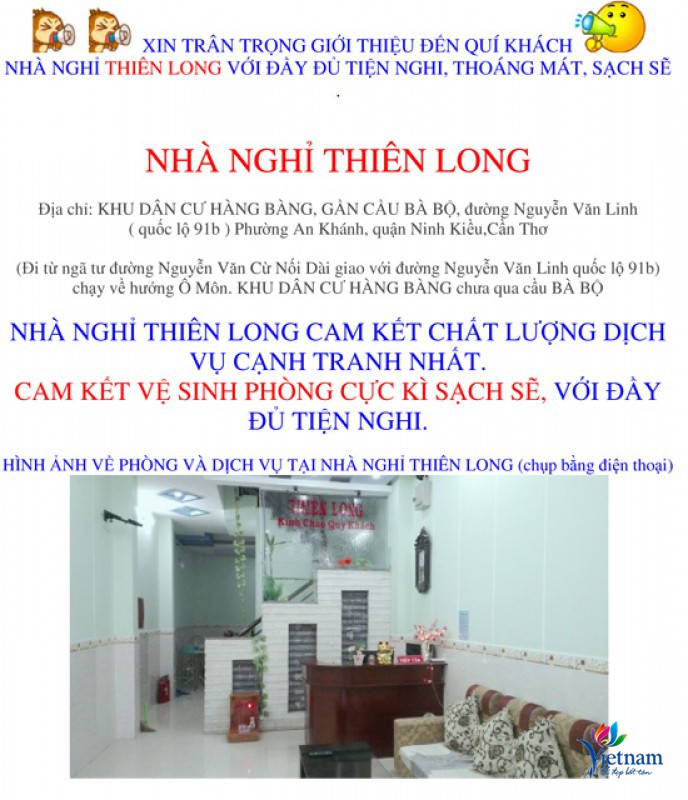 XIN TRÂN TRỌNG GIỚI THIỆU ĐẾN QUÍ KHÁCH
NHÀ NGHỈ THIÊN LONG VỚI ĐẦY ĐỦ TIỆN NGHI, THOÁNG MÁT, SẠCH SẼ
.
NHÀ NGHỈ THIÊN LONG
Địa chỉ: KHU DÂN CƯ HÀNG BÀNG, GẦN CẦU BÀ BỘ, đường Nguyễn Văn Linh
( quốc lộ 91b ) Phường An Khánh, quận Ninh Kiều,Cần Thơ
(Đi từ ngã tư đường Nguyễn Văn Cừ Nối Dài giao với đường Nguyễn Văn Linh quốc lộ 91b)
chạy về hướng Ô Môn. KHU DÂN CƯ HÀNG BÀNG chưa qua cầu BÀ BỘ
NHÀ NGHỈ THIÊN LONG CAM KẾT CHẤT LƯỢNG DỊCH
VỤ CẠNH TRANH NHẤT.
CAM KẾT VỆ SINH PHÒNG CỰC KÌ SẠCH SẼ, VỚI ĐẦY
ĐỦ TIỆN NGHI.
HÌNH ẢNH VỀ PHÒNG VÀ DỊCH VỤ TẠI NHÀ NGHỈ THIÊN LONG (chụp bằng điện thoại)
THIÊN LONG
Kính Chào Quý Khách
TIẾP TÂN
Vietnam